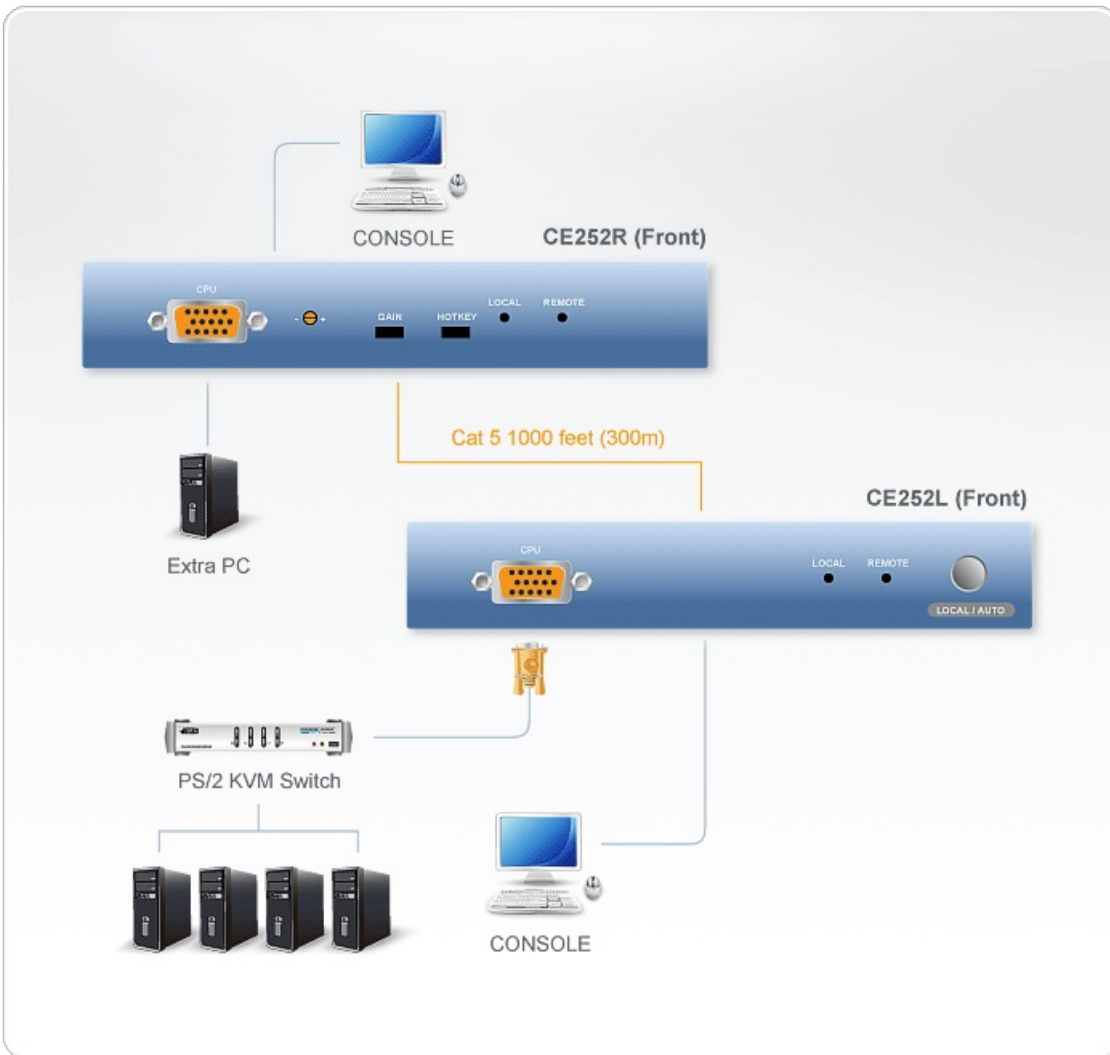 CONSOLE
CE252R (Front)
CPU
LOCAL REMOTE
- +
GAIN HOTKEY
Cat 5 1000 feet (300m)
Extra PC
CE252L (Front)
CPU
LOCAL REMOTE
LOCAL / AUTO
PS/2 KVM Switch
CONSOLE